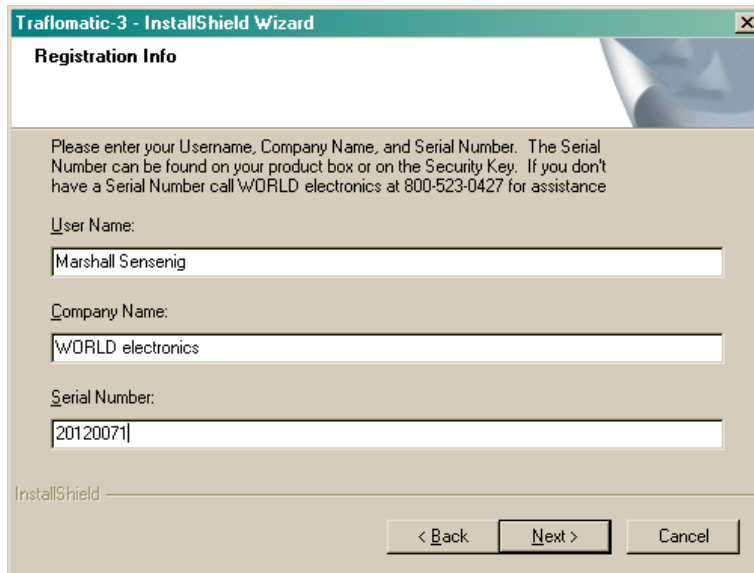 Traflomatic-3 - InstallShield Wizard
Registration Info
Please enter your Username, Company Name, and Serial Number. The Serial
Number can be found on your product box or on the Security Key. If you don't
have a Serial Number call WORLD electronics at 800-523-0427 for assistance
User Name:
Marshall Sensenig
Company Name:
WORLD electronics
Serial Number:
20120071
InstallShield
< Back Next > Cancel